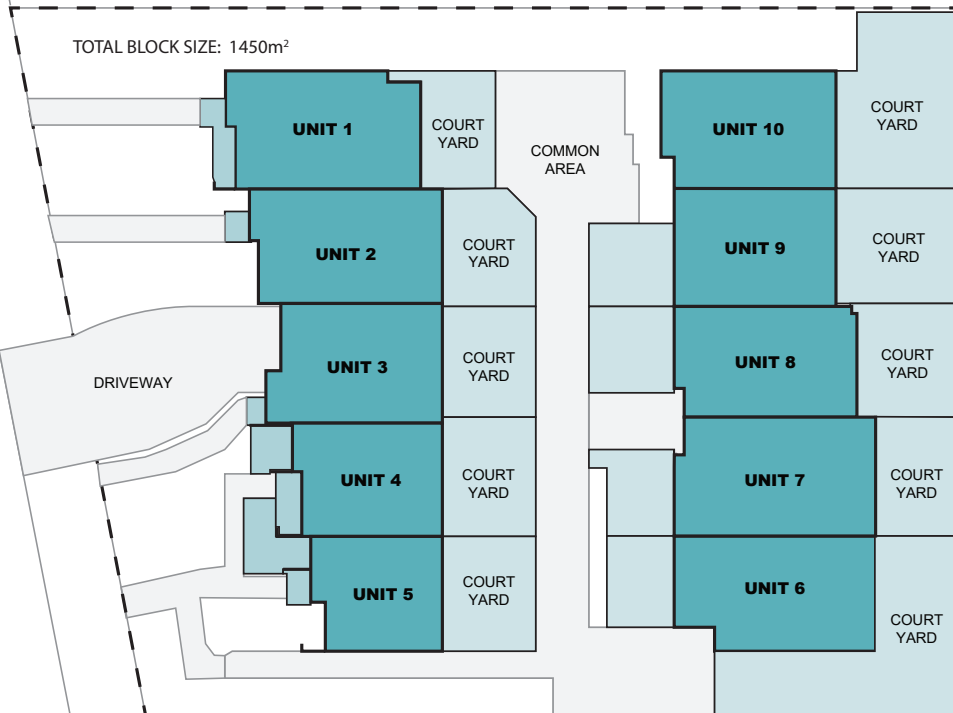 TOTAL BLOCK SIZE: 1450m²
UNIT 1
COURT
YARD
COMMON
AREA
UNIT 10
COURT
YARD
UNIT 2
COURT
YARD
UNIT 9
COURT
YARD
DRIVEWAY
UNIT 3
COURT
YARD
UNIT 8
COURT
YARD
UNIT 4
COURT
YARD
UNIT 7
COURT
YARD
UNIT 5
COURT
YARD
UNIT 6
COURT
YARD